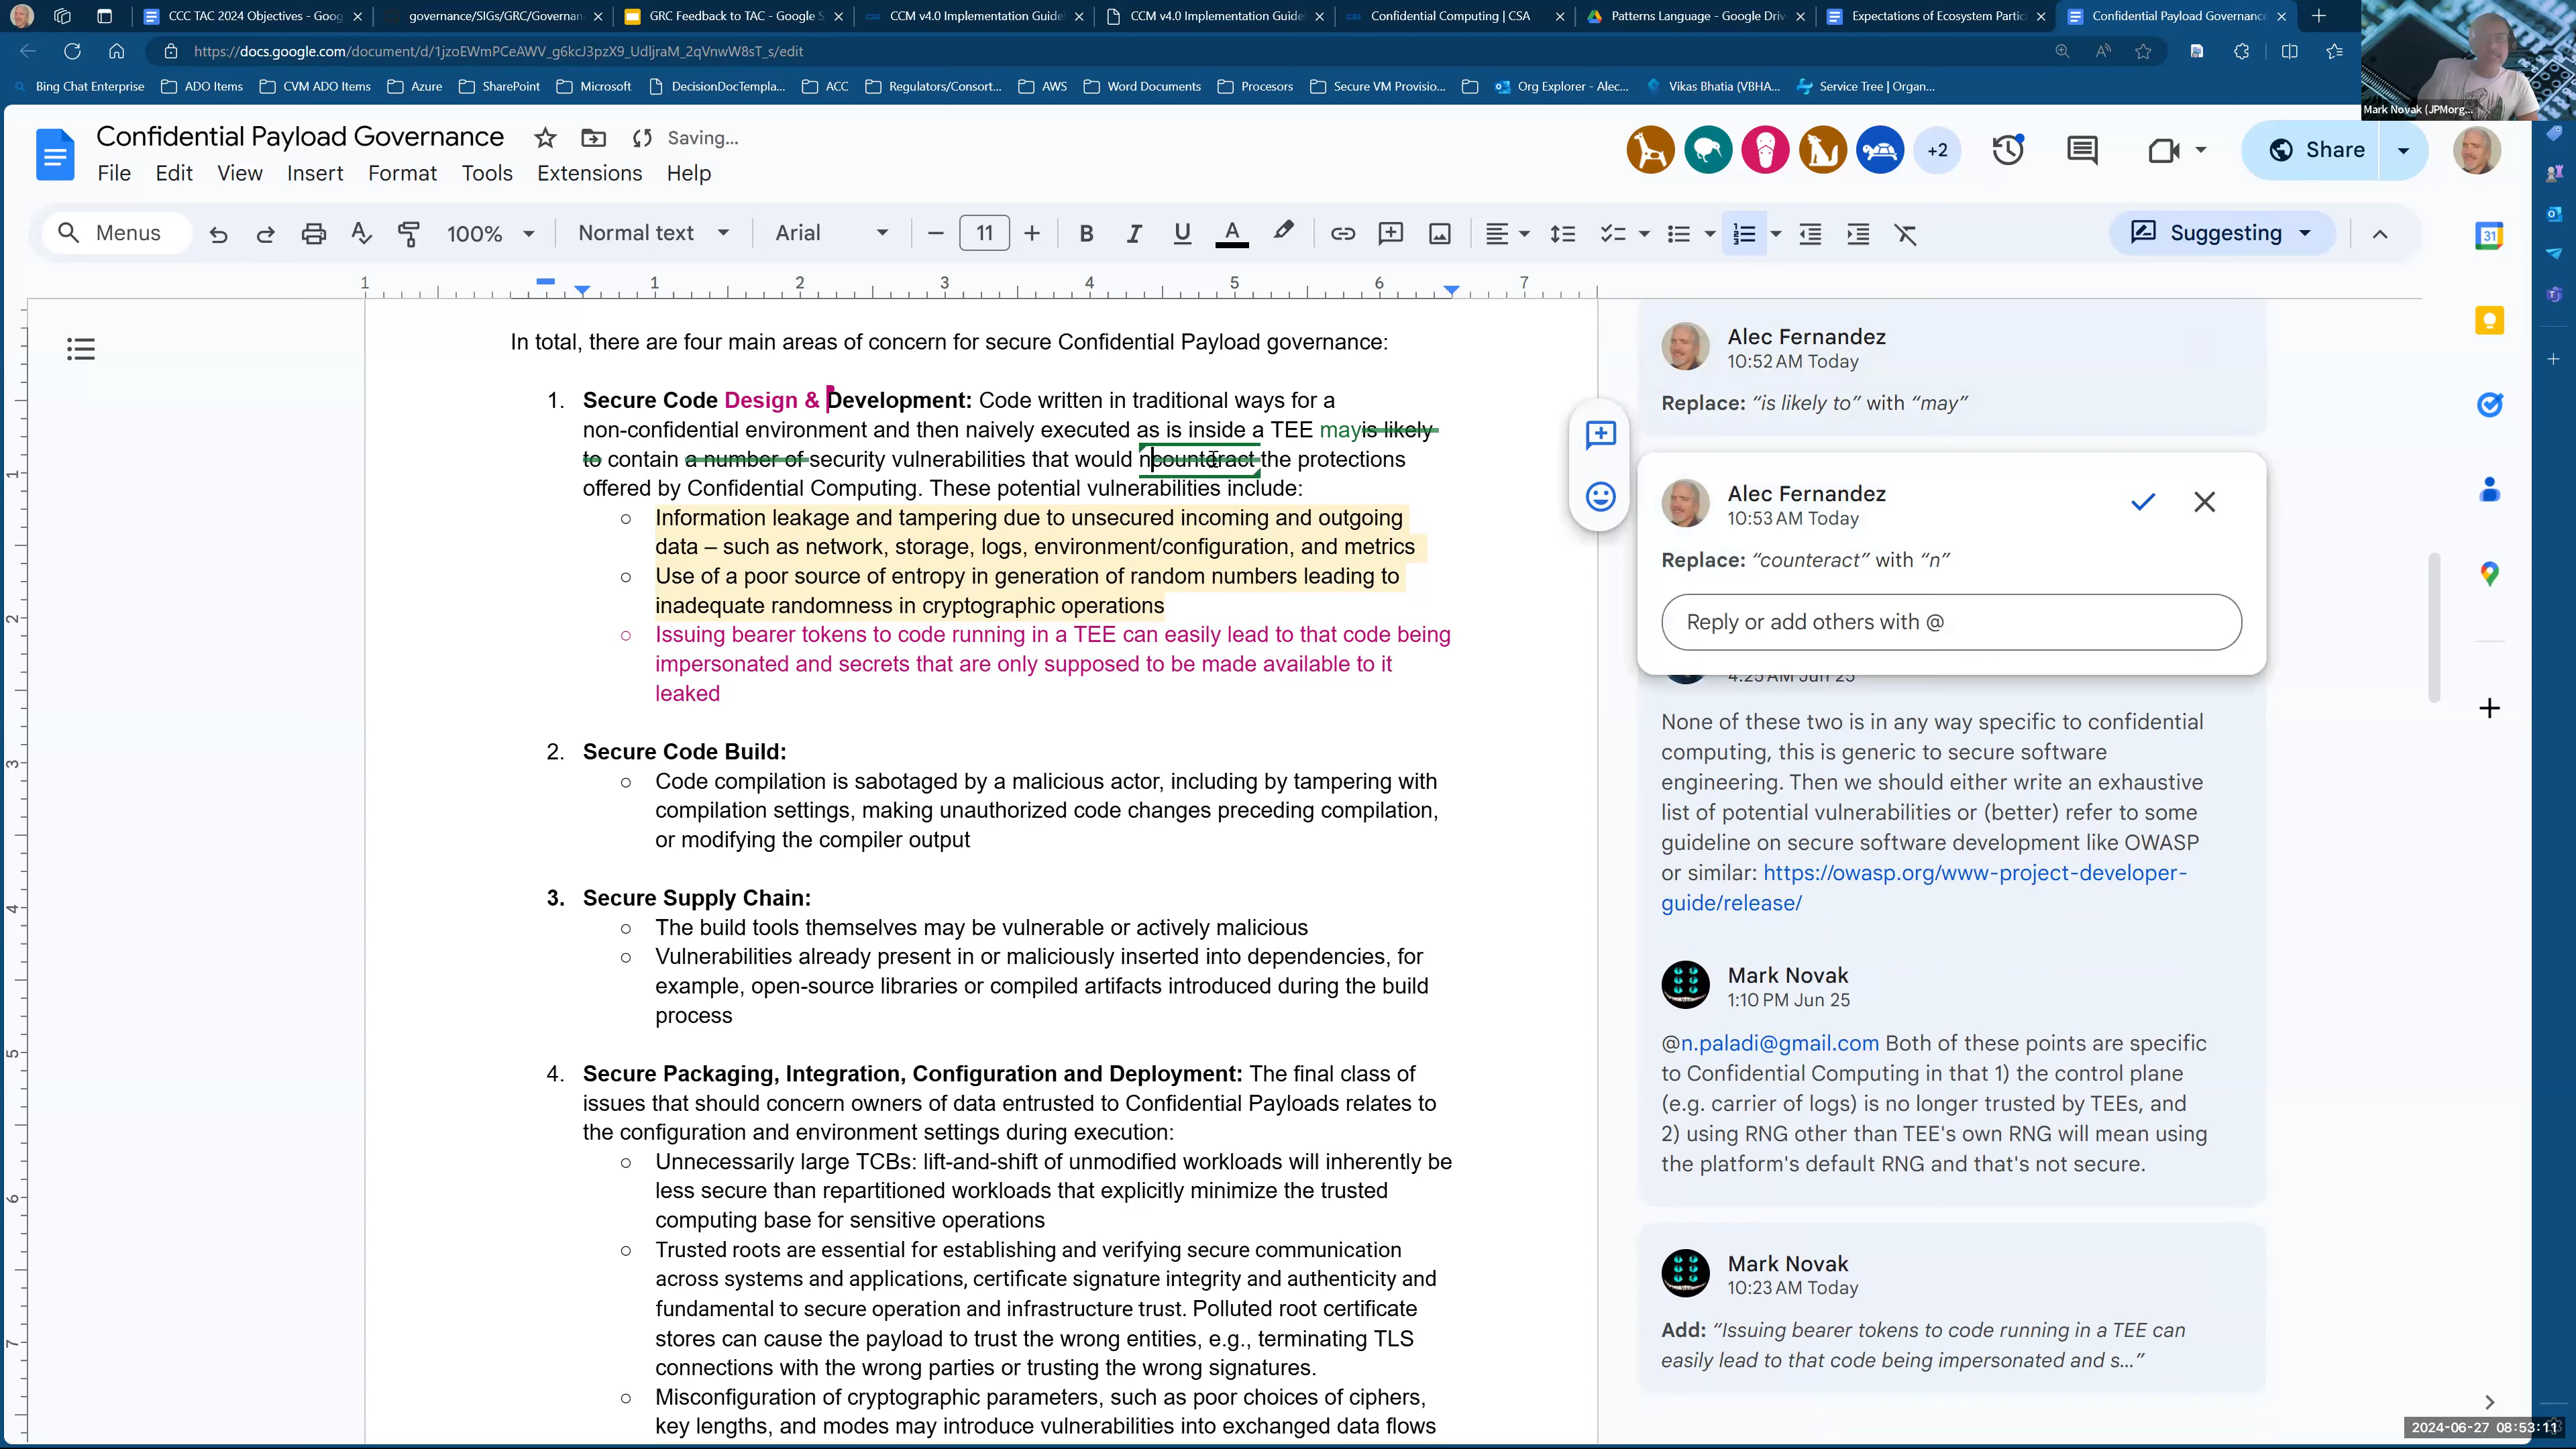 CCC TAC 2024 Objectives - Goog
governance/SIGs/GRC/Governan
GRC Feedback to TAC - Google S
CCM v4.0 Implementation Guide
CCM v4.0 Implementation Guide
Confidential Computing | CSA
Patterns Language - Google Driv
Expectations of Ecosystem Partic
Confidential Payload Governance
https://docs.google.com/document/d/1jzoEWmPCeAWV_g6kcJ3pzX9_UdljraM_2qVnwW8sT_s/edit
Bing Chat Enterprise
ADO Items
CVM ADO Items
Azure
SharePoint
Microsoft
DecisionDocTempla...
ACC
Regulators/Consort...
AWS
Word Documents
Procesors
Secure VM Provisio...
Org Explorer - Alec...
Vikas Bhatia (VBHA...
Service Tree | Organ...
Mark Novak (JPMorg...
Confidential Payload Governance
Saving...
File Edit View Insert Format Tools Extensions Help
+2
Share
Menus
100%
Normal text
Arial
11
Suggesting
31
1 1 2 3 4 5 6 7
In total, there are four main areas of concern for secure Confidential Payload governance:
1. Secure Code Design & Development: Code written in traditional ways for a
non-confidential environment and then naively executed as is inside a TEE mayis likely
to contain a number of security vulnerabilities that would ncounteract the protections
offered by Confidential Computing. These potential vulnerabilities include:
○ Information leakage and tampering due to unsecured incoming and outgoing
data – such as network, storage, logs, environment/configuration, and metrics
○ Use of a poor source of entropy in generation of random numbers leading to
inadequate randomness in cryptographic operations
○ Issuing bearer tokens to code running in a TEE can easily lead to that code being
impersonated and secrets that are only supposed to be made available to it
leaked
2. Secure Code Build:
○ Code compilation is sabotaged by a malicious actor, including by tampering with
compilation settings, making unauthorized code changes preceding compilation,
or modifying the compiler output
3. Secure Supply Chain:
○ The build tools themselves may be vulnerable or actively malicious
○ Vulnerabilities already present in or maliciously inserted into dependencies, for
example, open-source libraries or compiled artifacts introduced during the build
process
4. Secure Packaging, Integration, Configuration and Deployment: The final class of
issues that should concern owners of data entrusted to Confidential Payloads relates to
the configuration and environment settings during execution:
○ Unnecessarily large TCBs: lift-and-shift of unmodified workloads will inherently be
less secure than repartitioned workloads that explicitly minimize the trusted
computing base for sensitive operations
○ Trusted roots are essential for establishing and verifying secure communication
across systems and applications, certificate signature integrity and authenticity and
fundamental to secure operation and infrastructure trust. Polluted root certificate
stores can cause the payload to trust the wrong entities, e.g., terminating TLS
connections with the wrong parties or trusting the wrong signatures.
○ Misconfiguration of cryptographic parameters, such as poor choices of ciphers,
key lengths, and modes may introduce vulnerabilities into exchanged data flows
1
2
3
4
5
6
7
Alec Fernandez
10:52 AM Today
Replace: “is likely to” with “may”
Alec Fernandez
10:53 AM Today
Replace: “counteract” with “n”
Reply or add others with @
4:25 AM Jun 25
None of these two is in any way specific to confidential
computing, this is generic to secure software
engineering. Then we should either write an exhaustive
list of potential vulnerabilities or (better) refer to some
guideline on secure software development like OWASP
or similar: https://owasp.org/www-project-developer-
guide/release/
Mark Novak
1:10 PM Jun 25
@n.paladi@gmail.com Both of these points are specific
to Confidential Computing in that 1) the control plane
(e.g. carrier of logs) is no longer trusted by TEEs, and
2) using RNG other than TEE's own RNG will mean using
the platform's default RNG and that's not secure.
Mark Novak
10:23 AM Today
Add: “Issuing bearer tokens to code running in a TEE can
easily lead to that code being impersonated and s...”
2024-06-27 08:53:11